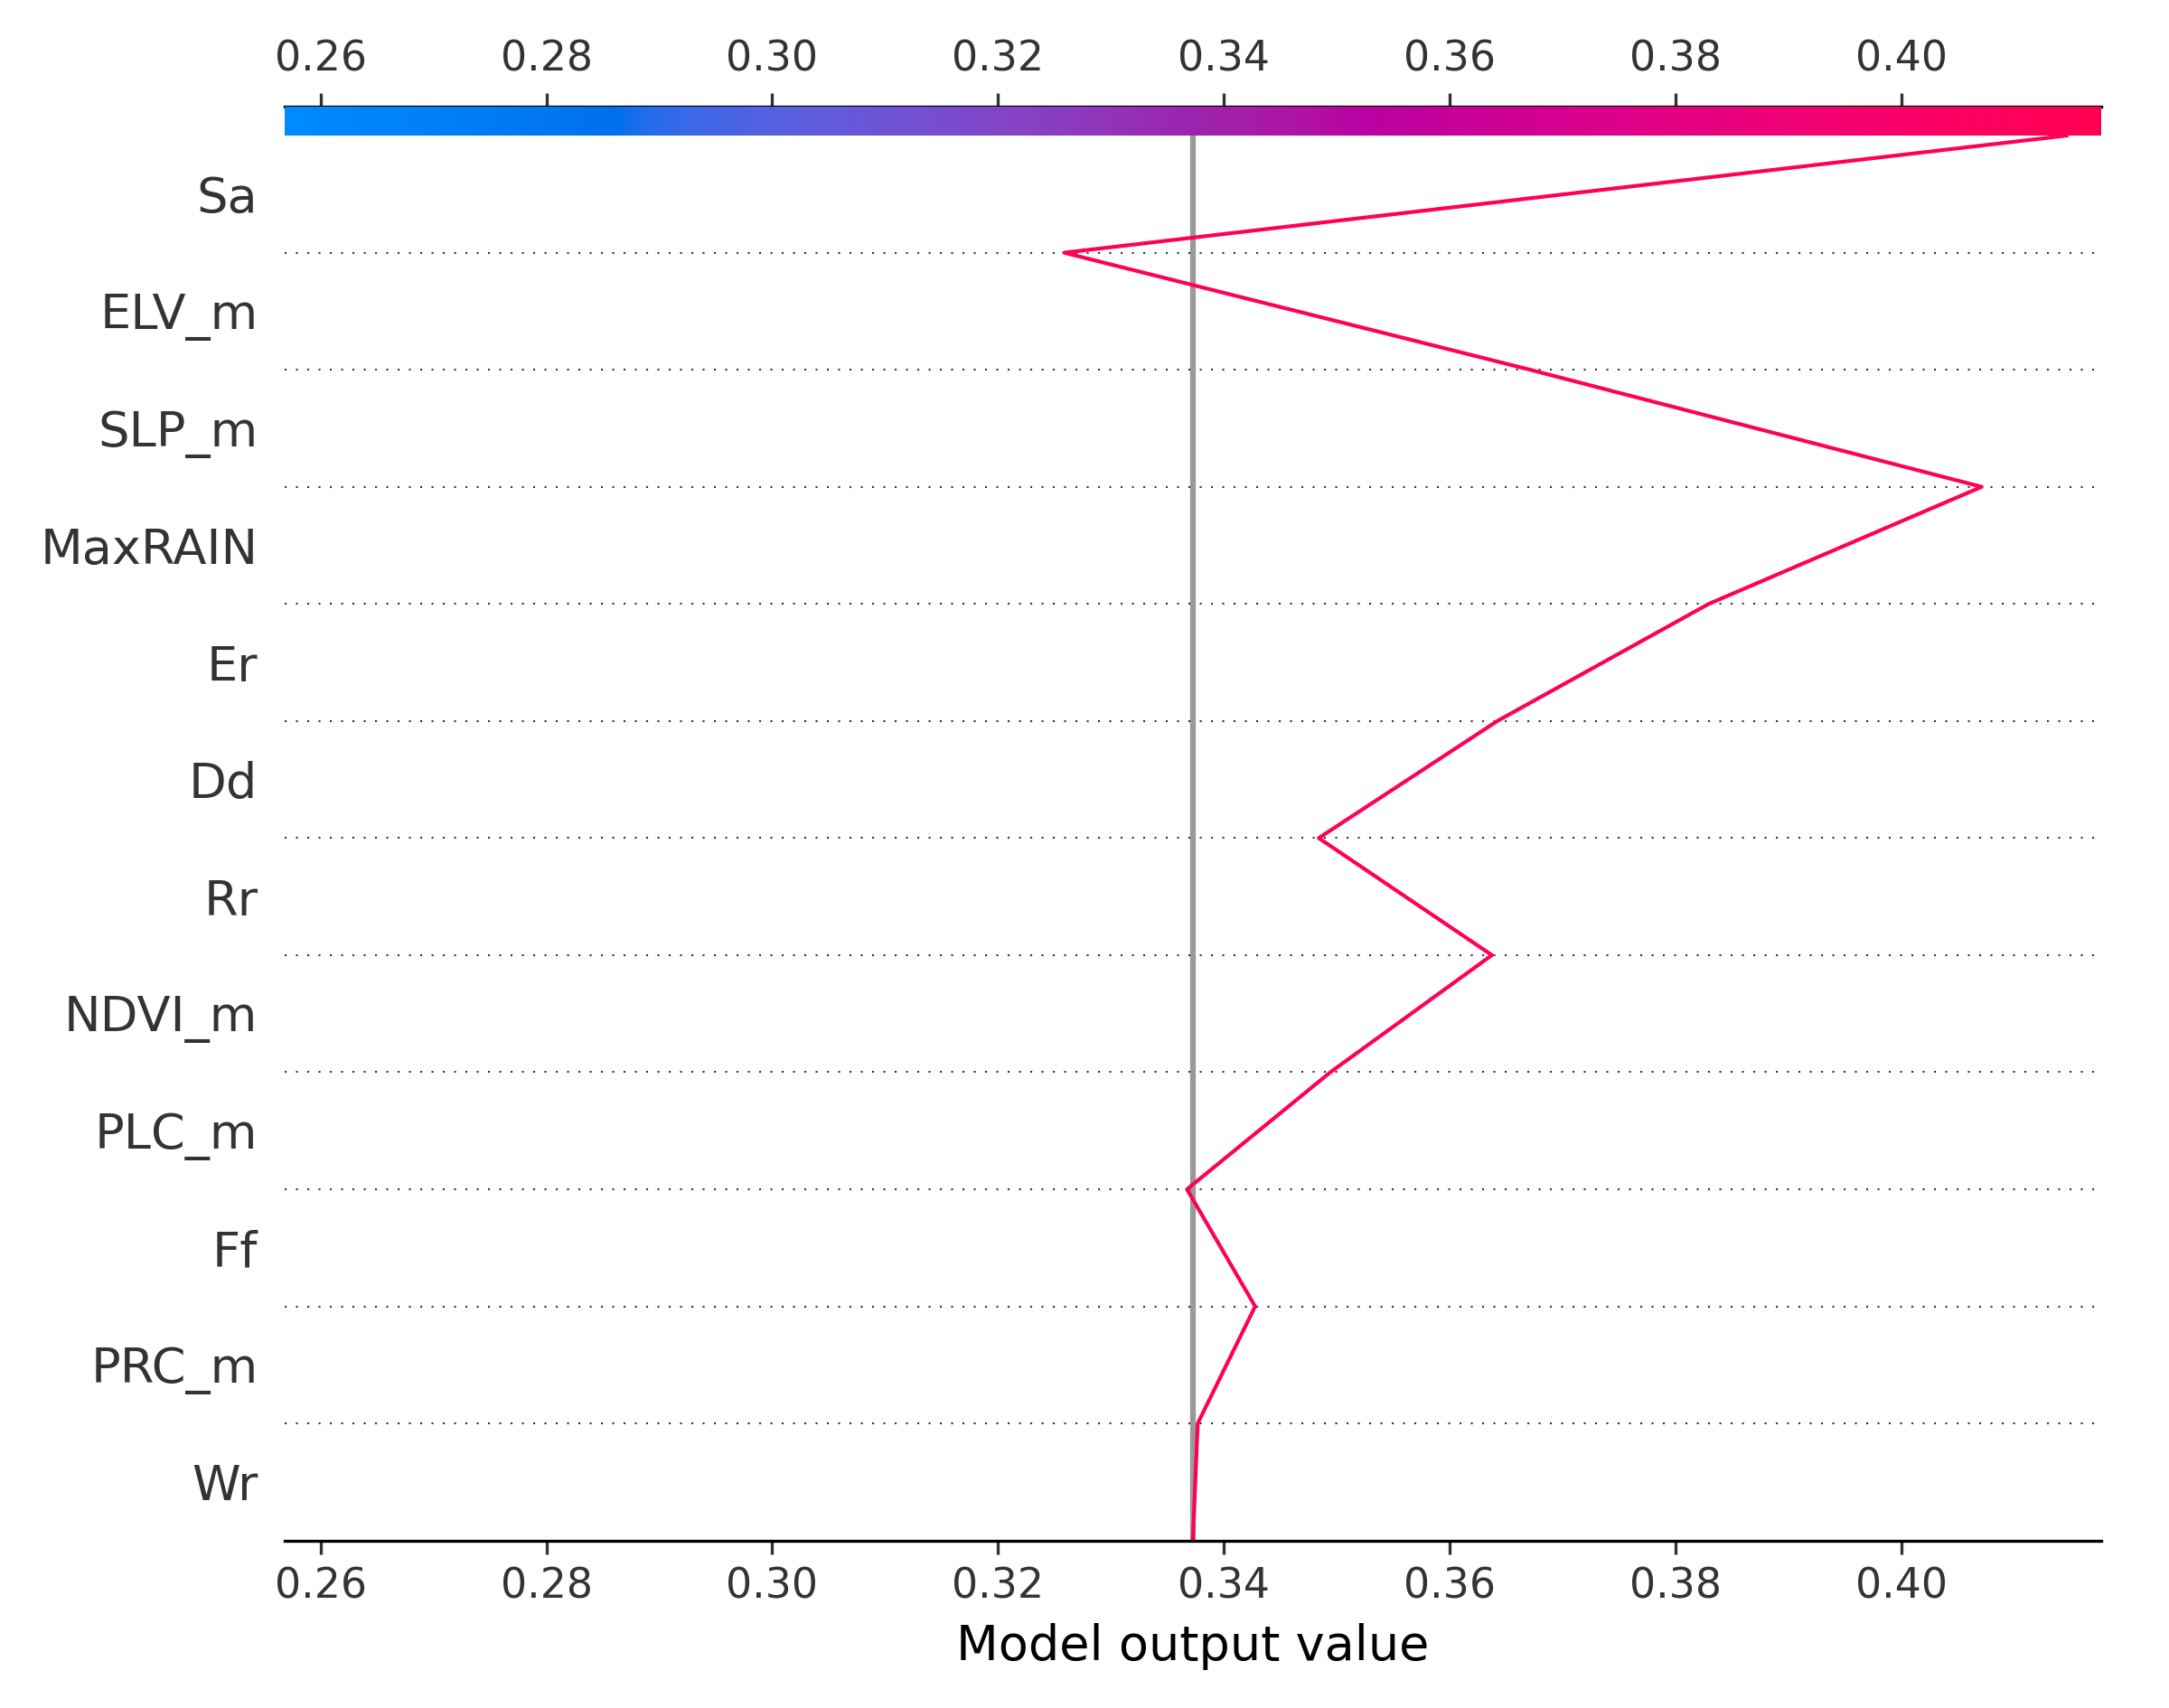 0.26 0.28 0.30 0.32 0.34 0.36 0.38 0.40
Sa
ELV_m
SLP_m
MaxRAIN
Er
Dd
Rr
NDVI_m
PLC_m
Ff
PRC_m
Wr
0.26 0.28 0.30 0.32 0.34 0.36 0.38 0.40
Model output value